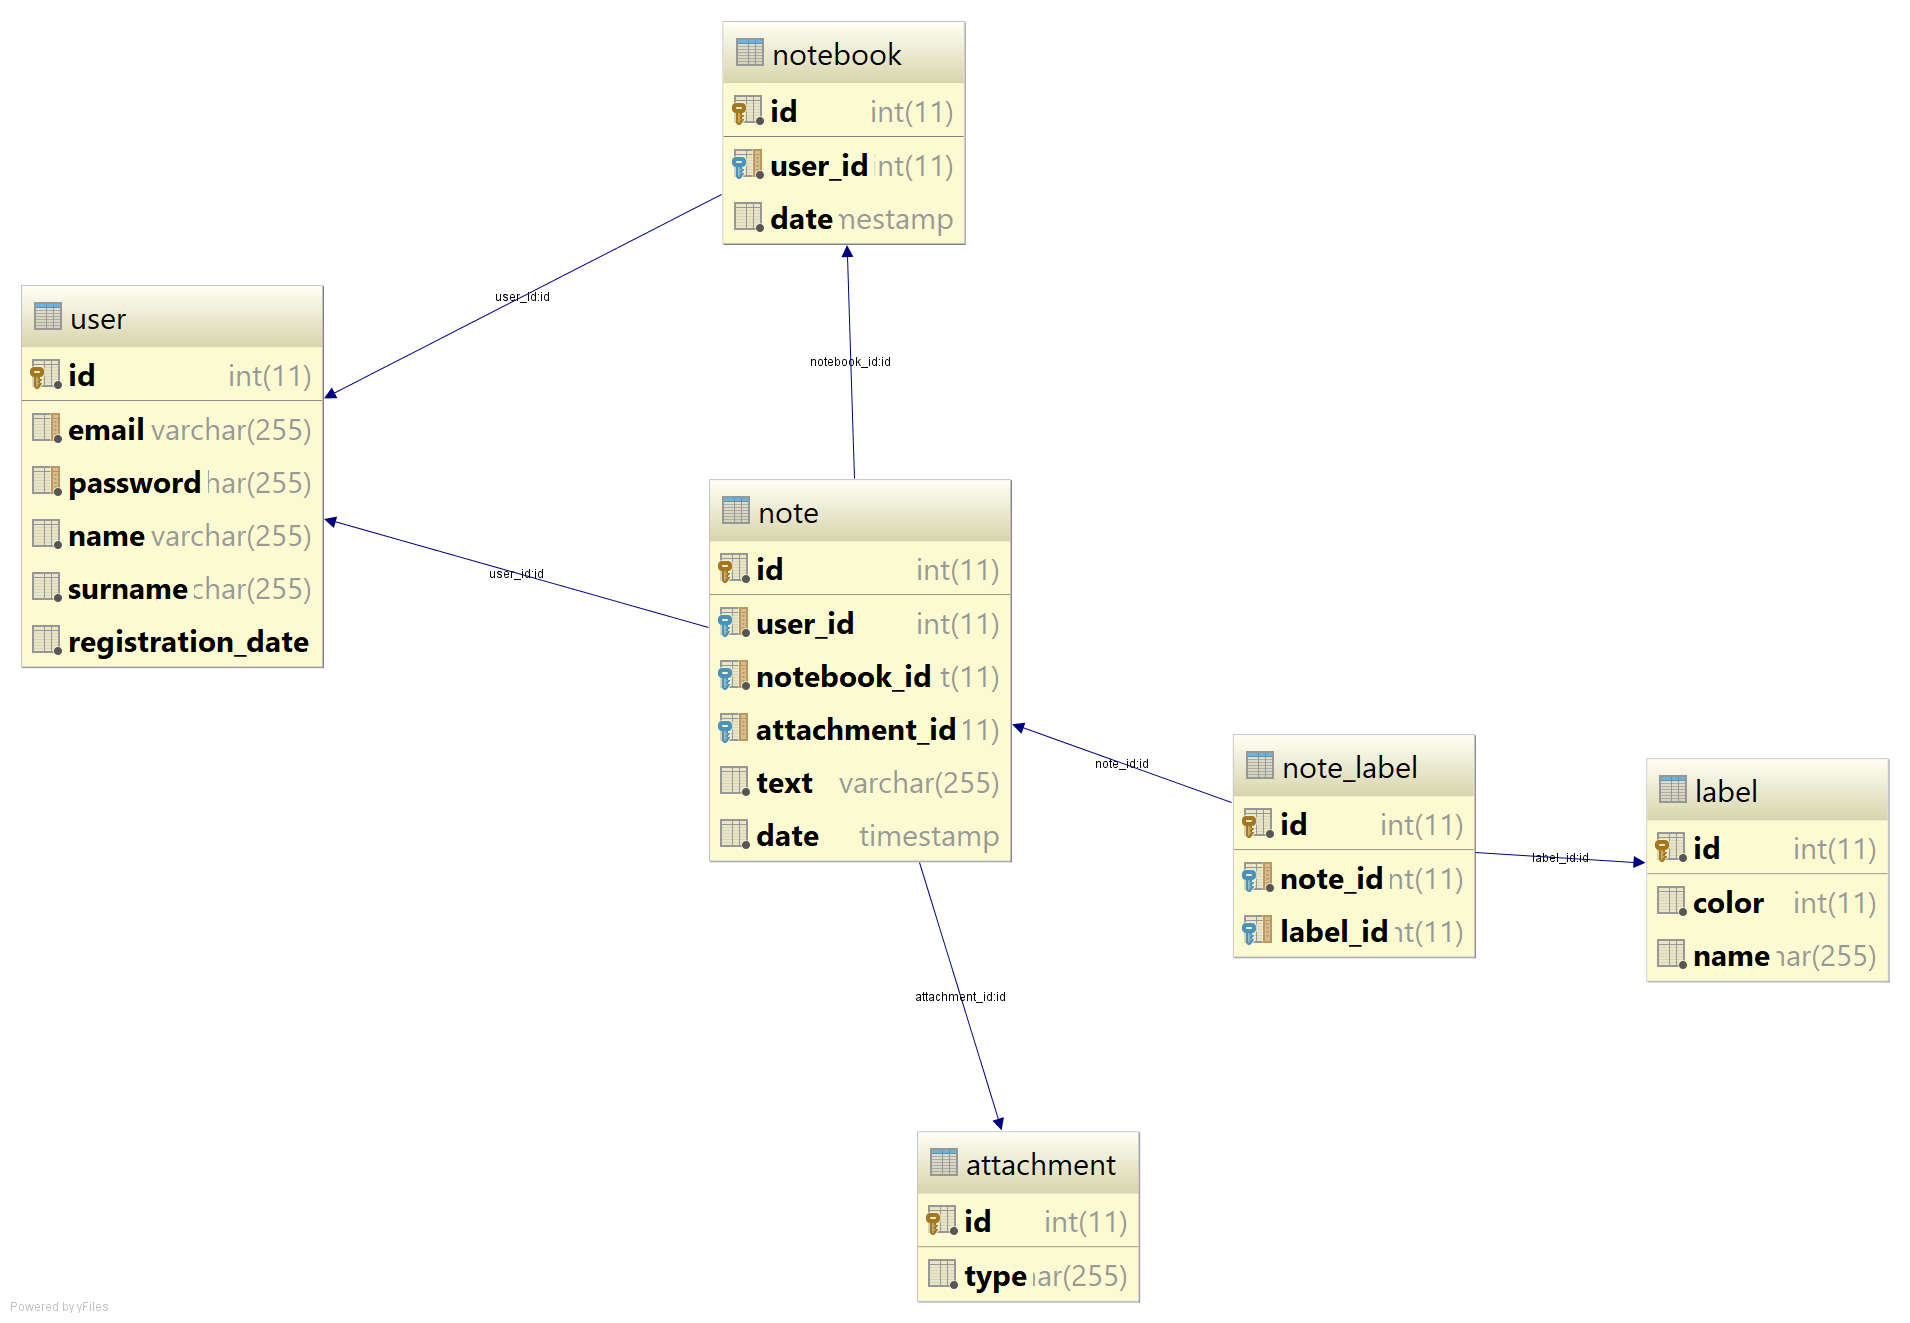 notebook
id int(11)
user_id int(11)
date mestamp
user_id:id
notebook_id:id
user
id int(11)
email varchar(255)
password har(255)
name varchar(255)
surname char(255)
registration_date
user_id:id
note
id int(11)
user_id int(11)
notebook_id t(11)
attachment_id 11)
text varchar(255)
date timestamp
note_id:id
note_label
id int(11)
note_id nt(11)
label_id nt(11)
label_id:id
label
id int(11)
color int(11)
name har(255)
attachment_id:id
attachment
id int(11)
type ar(255)
Powered by yFiles